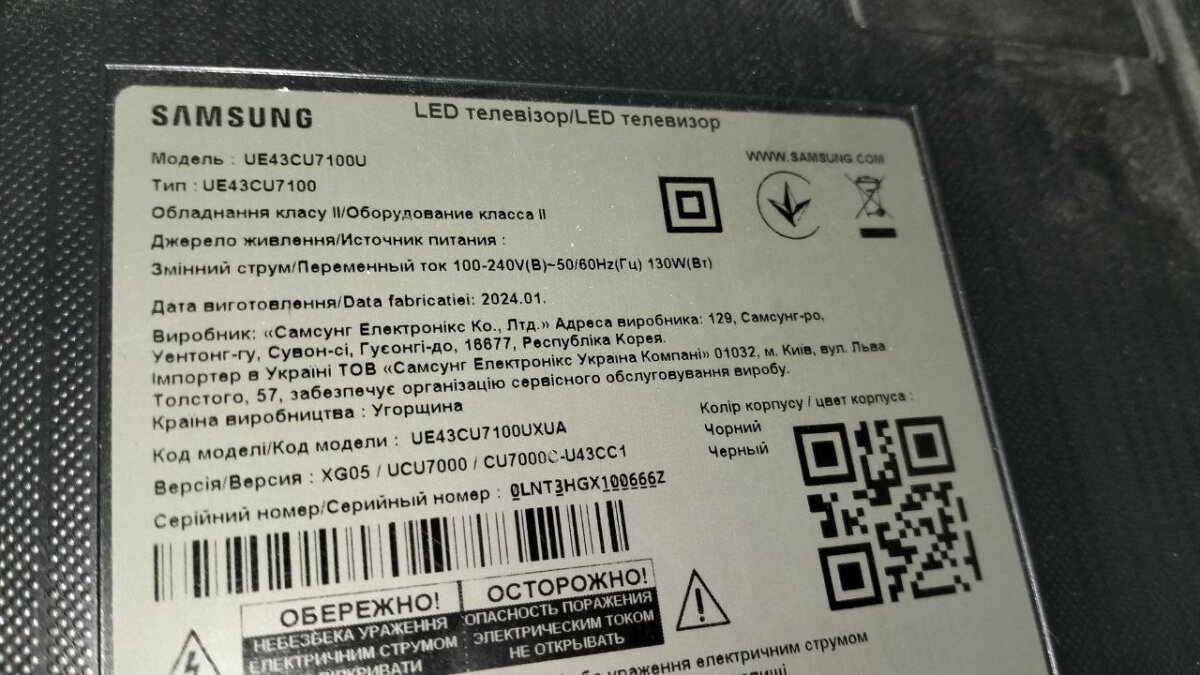 SAMSUNG
LED телевізор/LED телевизор
Модель : UE43CU7100U
WWW.SAMSUNG.COM
Тип : UE43CU7100
Обладнання класу II/Оборудование класса II
Джерело живлення/Источник питания :
Змінний струм/Переменный ток 100-240V(В)~50/60Hz(Гц) 130W(Вт)
Дата виготовлення/Data fabricatiei: 2024.01.
Виробник: «Самсунг Електронікс Ко., Лтд.» Адреса виробника: 129, Самсунг-ро,
Уентонг-гу, Сувон-сі, Гусонгі-до, 16677, Республіка Корея.
Імпортер в Україні ТОВ «Самсунг Електронікс Україна Компані» 01032, м. Київ, вул. Льва
Толстого, 57, забезпечує організацію сервісного обслуговування виробу.
Країна виробництва : Угорщина
Колір корпусу / цвет корпуса :
Чорний
Черный
Код моделі/Код модели : UE43CU7100UXUA
Версія/Версия : XG05 / UCU7000 / CU7000C-U43CC1
Серійний номер/Серийный номер : 0LNT3HGX100666Z
ОБЕРЕЖНО!
НЕБЕЗБЕКА УРАЖЕННЯ
ЕЛЕКТРИЧНИМ СТРУМОМ
ВІДКРИВАТИ
ОСТОРОЖНО!
ОПАСНОСТЬ ПОРАЖЕНИЯ
ЭЛЕКТРИЧЕСКИМ ТОКОМ
НЕ ОТКРЫВАТЬ
ураження електричним струмом